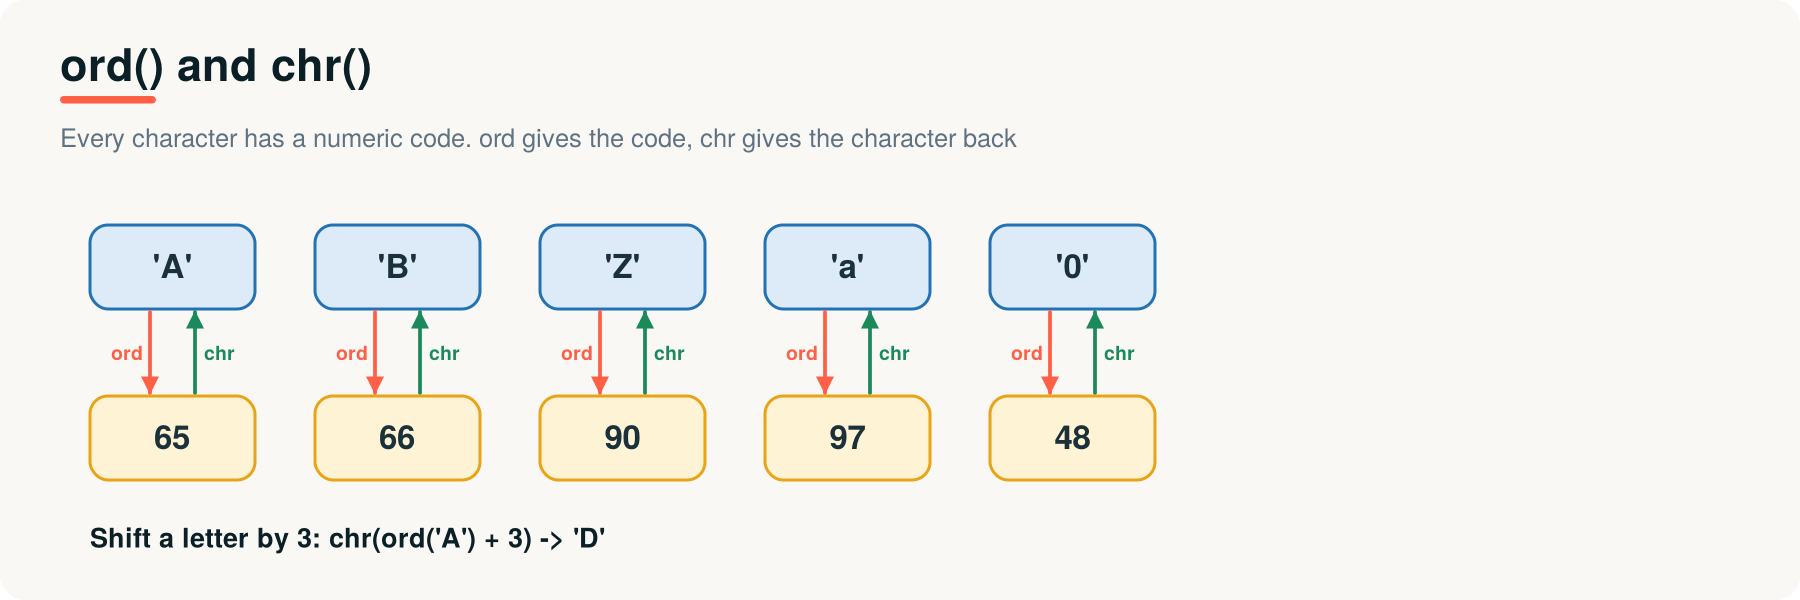 ord() and chr()
Every character has a numeric code. ord gives the code, chr gives the character back
'A' 'B' 'Z' 'a' '0'
ord chr ord chr ord chr ord chr ord chr
65 66 90 97 48
Shift a letter by 3: chr(ord('A') + 3) -> 'D'